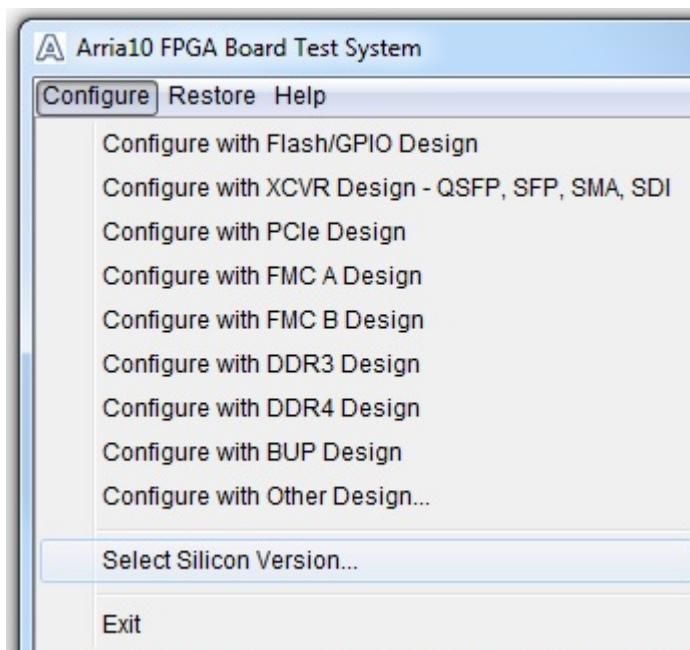 Arria10 FPGA Board Test System
Configure Restore Help
Configure with Flash/GPIO Design
Configure with XCVR Design - QSFP, SFP, SMA, SDI
Configure with PCIe Design
Configure with FMC A Design
Configure with FMC B Design
Configure with DDR3 Design
Configure with DDR4 Design
Configure with BUP Design
Configure with Other Design...
Select Silicon Version...
Exit